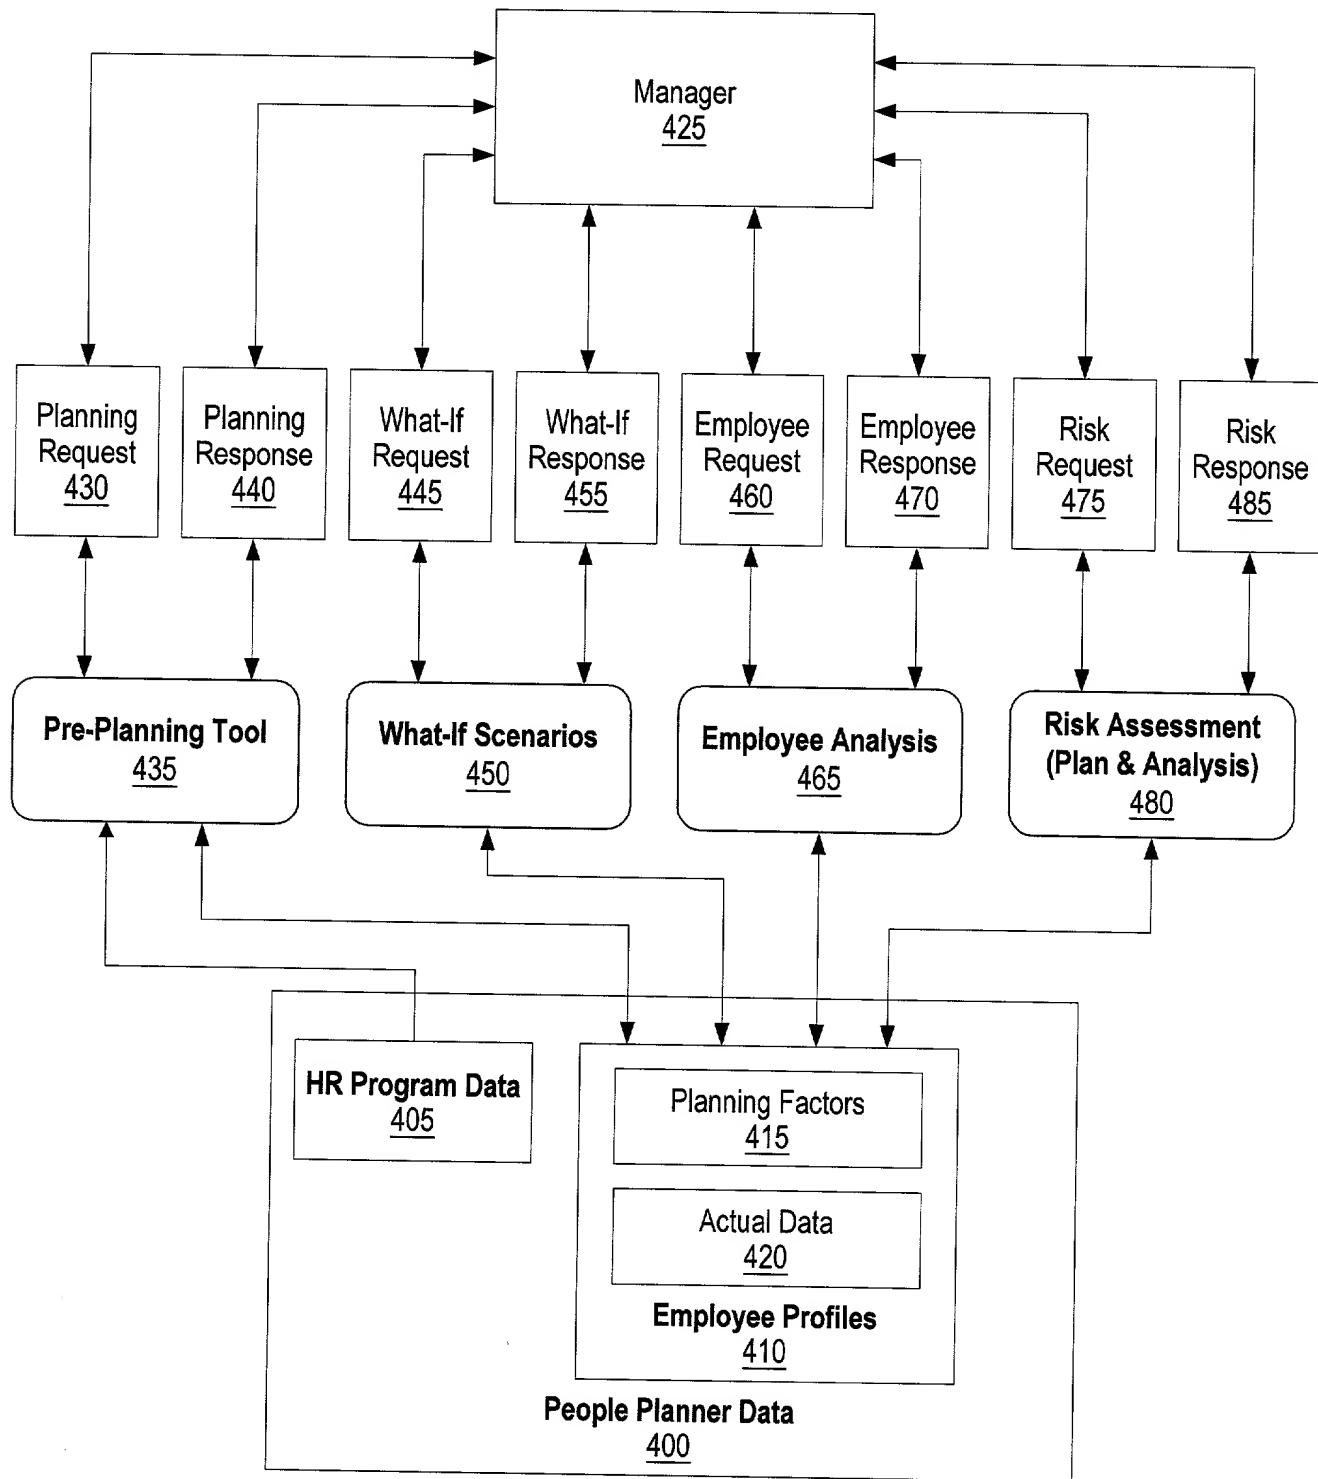 Manager
425
Planning
Request
430
Planning
Response
440
What-If
Request
445
What-If
Response
455
Employee
Request
460
Employee
Response
470
Risk
Request
475
Risk
Response
485
Pre-Planning Tool
435
What-If Scenarios
450
Employee Analysis
465
Risk Assessment
(Plan & Analysis)
480
HR Program Data
405
Planning Factors
415
Actual Data
420
Employee Profiles
410
People Planner Data
400